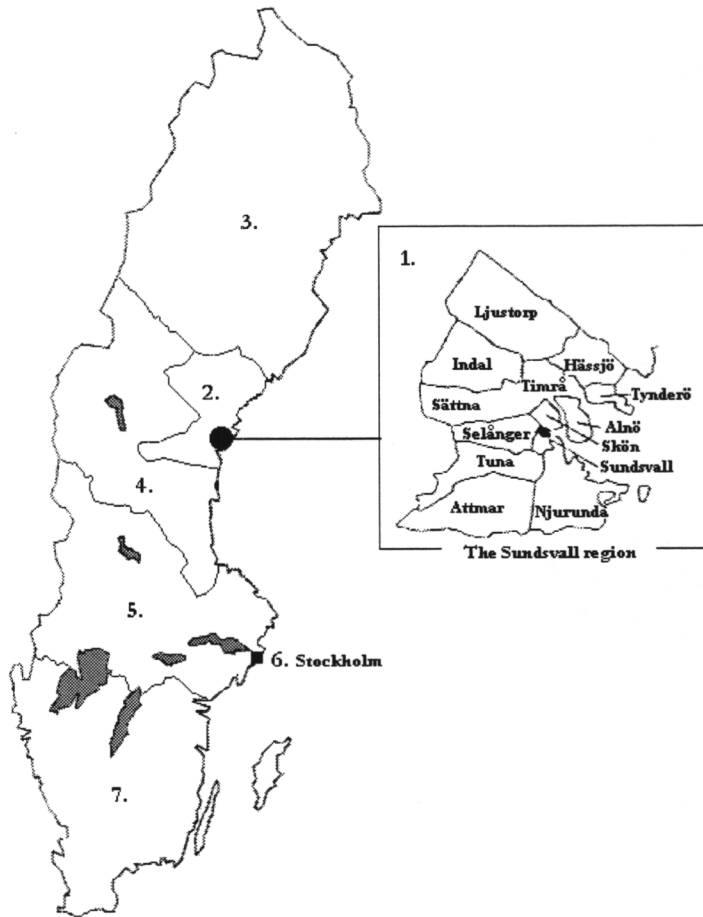 3.
1.
Ljustorp
Indal
Hässjö
2.
Timrå
Tynderö
Sättna
Alnö
Selånger
Skön
Sundsvall
Tuna
4.
Attmar
Njurunda
The Sundsvall region
5.
6. Stockholm
7.